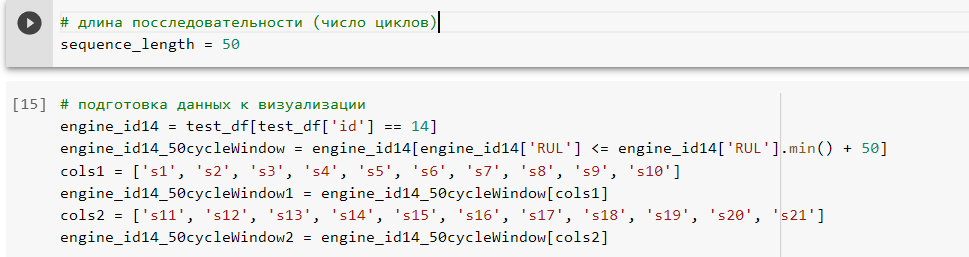 # длина посследовательности (число циклов)
sequence_length = 50
[15] # подготовка данных к визуализации
engine_id14 = test_df[test_df['id'] == 14]
engine_id14_50cycleWindow = engine_id14[engine_id14['RUL'] <= engine_id14['RUL'].min() + 50]
cols1 = ['s1', 's2', 's3', 's4', 's5', 's6', 's7', 's8', 's9', 's10']
engine_id14_50cycleWindow1 = engine_id14_50cycleWindow[cols1]
cols2 = ['s11', 's12', 's13', 's14', 's15', 's16', 's17', 's18', 's19', 's20', 's21']
engine_id14_50cycleWindow2 = engine_id14_50cycleWindow[cols2]